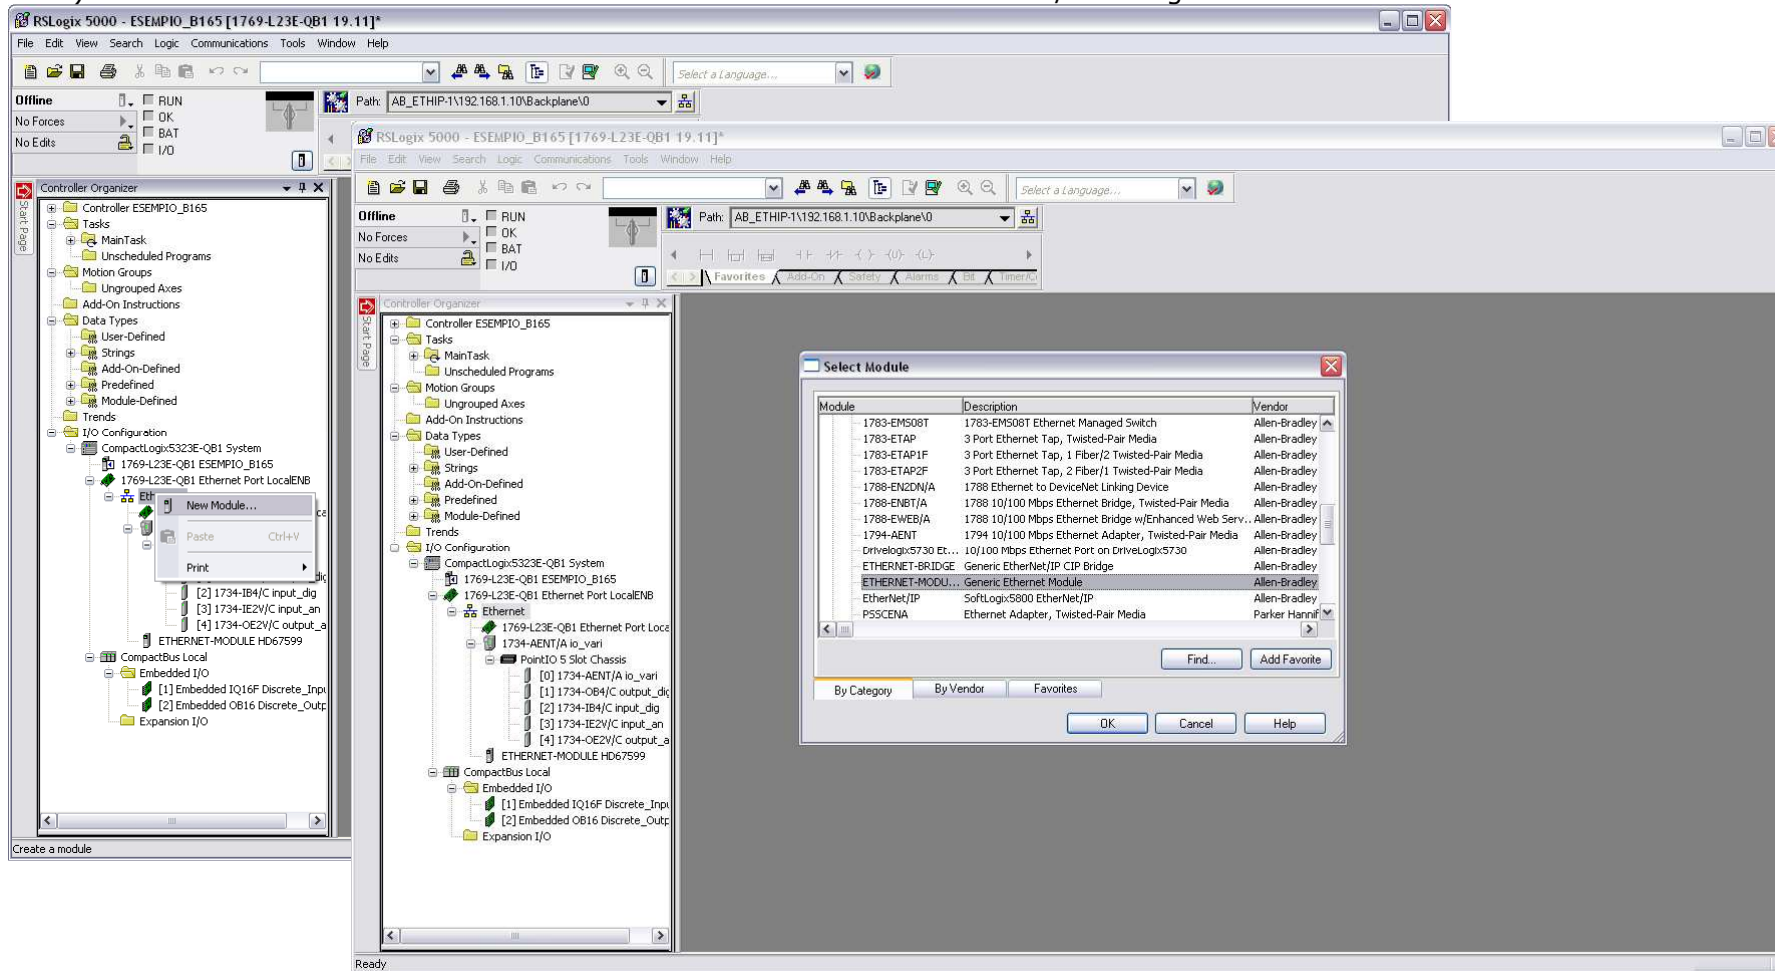 RSLogix 5000 - ESEMPIO_B165 [1769-L23E-QB1 19.11]*
File Edit View Search Logic Communications Tools Window Help
Select a Language...
Offline
RUN
No Forces
OK
No Edits
BAT
I/O
Path: AB_ETHIP-1\192.168.1.10\Backplane\0
Controller Organizer
Start Page
Controller ESEMPIO_B165
Tasks
MainTask
Unscheduled Programs
Motion Groups
Ungrouped Axes
Add-On Instructions
Data Types
User-Defined
Strings
Add-On-Defined
Predefined
Module-Defined
Trends
I/O Configuration
CompactLogix5323E-QB1 System
1769-L23E-QB1 ESEMPIO_B165
1769-L23E-QB1 Ethernet Port LocalENB
Eth
New Module...
Paste Ctrl+V
Print
[2] 1734-IB4/C input_dig
[3] 1734-IE2V/C input_an
[4] 1734-OE2V/C output_a
ETHERNET-MODULE HD67599
CompactBus Local
Embedded I/O
[1] Embedded IQ16F Discrete_Inpu
[2] Embedded OB16 Discrete_Outp
Expansion I/O
Create a module
RSLogix 5000 - ESEMPIO_B165 [1769-L23E-QB1 19.11]*
File Edit View Search Logic Communications Tools Window Help
Select a Language...
Offline
RUN
No Forces
OK
No Edits
BAT
I/O
Path: AB_ETHIP-1\192.168.1.10\Backplane\0
Favorites Add-On Safety Alarms Bit Timer/C
Controller Organizer
Start Page
Controller ESEMPIO_B165
Tasks
MainTask
Unscheduled Programs
Motion Groups
Ungrouped Axes
Add-On Instructions
Data Types
User-Defined
Strings
Add-On-Defined
Predefined
Module-Defined
Trends
I/O Configuration
CompactLogix5323E-QB1 System
1769-L23E-QB1 ESEMPIO_B165
1769-L23E-QB1 Ethernet Port LocalENB
Ethernet
1769-L23E-QB1 Ethernet Port Loca
1734-AENT/A io_vari
PointIO 5 Slot Chassis
[0] 1734-AENT/A io_vari
[1] 1734-OB4/C output_dig
[2] 1734-IB4/C input_dig
[3] 1734-IE2V/C input_an
[4] 1734-OE2V/C output_a
ETHERNET-MODULE HD67599
CompactBus Local
Embedded I/O
[1] Embedded IQ16F Discrete_Inpu
[2] Embedded OB16 Discrete_Outp
Expansion I/O
Ready
Select Module
Module Description Vendor
1783-EMS08T 1783-EMS08T Ethernet Managed Switch Allen-Bradley
1783-ETAP 3 Port Ethernet Tap, Twisted-Pair Media Allen-Bradley
1783-ETAP1F 3 Port Ethernet Tap, 1 Fiber/2 Twisted-Pair Media Allen-Bradley
1783-ETAP2F 3 Port Ethernet Tap, 2 Fiber/1 Twisted-Pair Media Allen-Bradley
1788-EN2DN/A 1788 Ethernet to DeviceNet Linking Device Allen-Bradley
1788-ENBT/A 1788 10/100 Mbps Ethernet Bridge, Twisted-Pair Media Allen-Bradley
1788-EWEB/A 1788 10/100 Mbps Ethernet Bridge w/Enhanced Web Serv.. Allen-Bradley
1794-AENT 1794 10/100 Mbps Ethernet Adapter, Twisted-Pair Media Allen-Bradley
Drivelogix5730 Et... 10/100 Mbps Ethernet Port on DriveLogix5730 Allen-Bradley
ETHERNET-BRIDGE Generic EtherNet/IP CIP Bridge Allen-Bradley
ETHERNET-MODU... Generic Ethernet Module Allen-Bradley
EtherNet/IP SoftLogix5800 EtherNet/IP Allen-Bradley
PSSCENA Ethernet Adapter, Twisted-Pair Media Parker Hannif
Find... Add Favorite
By Category By Vendor Favorites
OK Cancel Help